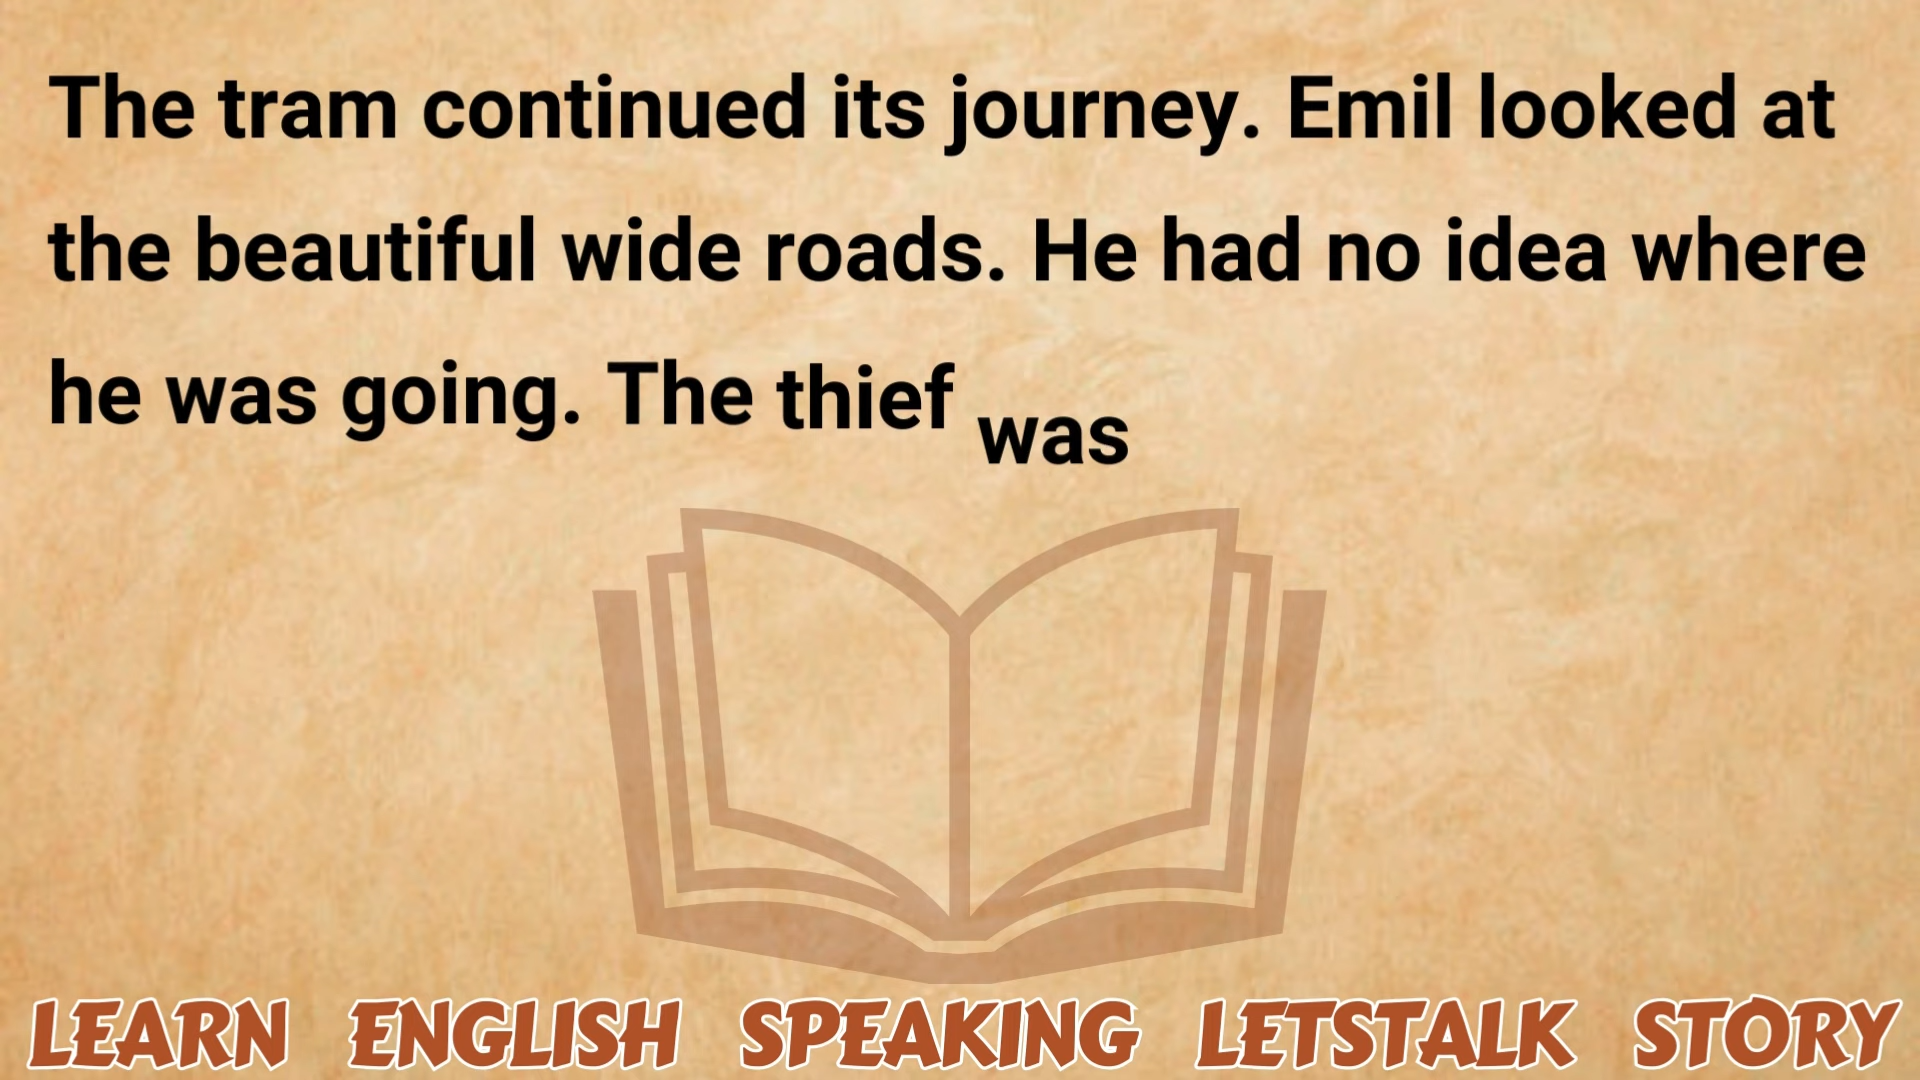 The tram continued its journey. Emil looked at
the beautiful wide roads. He had no idea where
he was going. The thief was
LEARN ENGLISH SPEAKING LETSTALK STORY